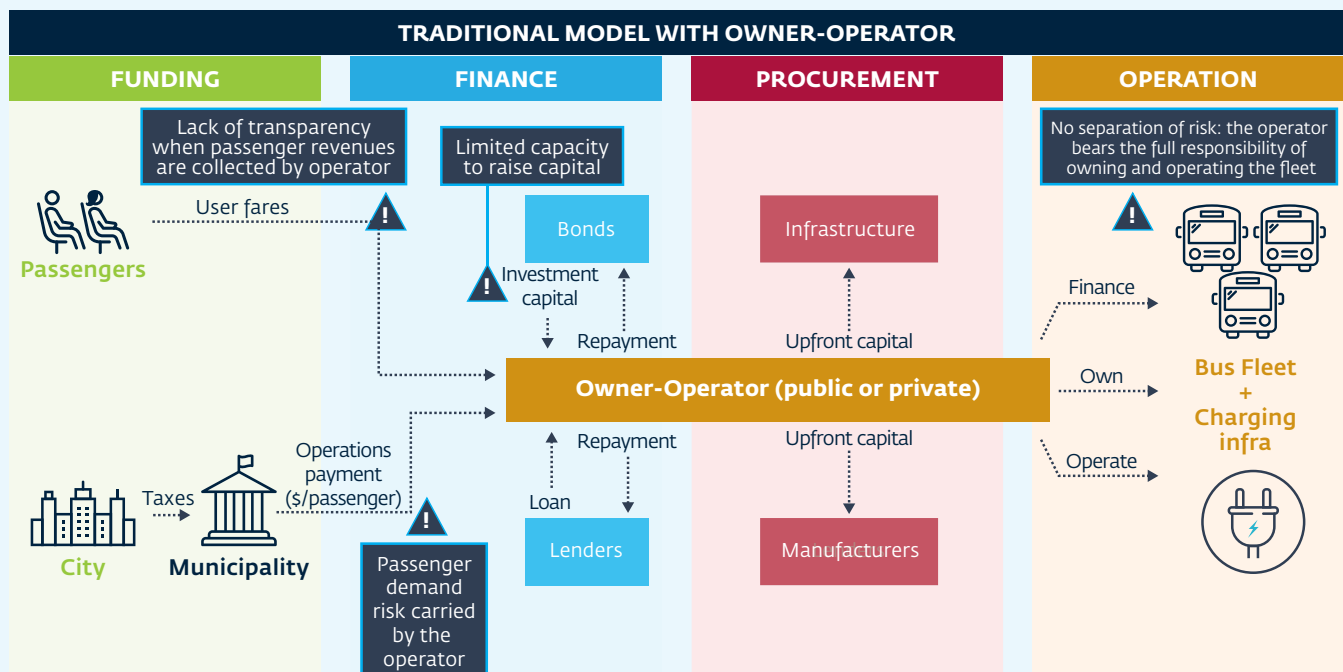 TRADITIONAL MODEL WITH OWNER-OPERATOR
FUNDING
FINANCE
PROCUREMENT
OPERATION
Lack of transparency
when passenger revenues
are collected by operator
Limited capacity
to raise capital
No separation of risk: the operator
bears the full responsibility of
owning and operating the fleet
!
!
!
User fares
Passengers
Bonds
Infrastructure
Investment
capital
Finance
Repayment
Upfront capital
Owner-Operator (public or private)
Own
Bus Fleet
+
Charging
infra
Operations
payment
($/passenger)
Repayment
Upfront capital
Operate
Taxes
Loan
!
City
Municipality
Lenders
Manufacturers
Passenger
demand
risk carried
by the
operator